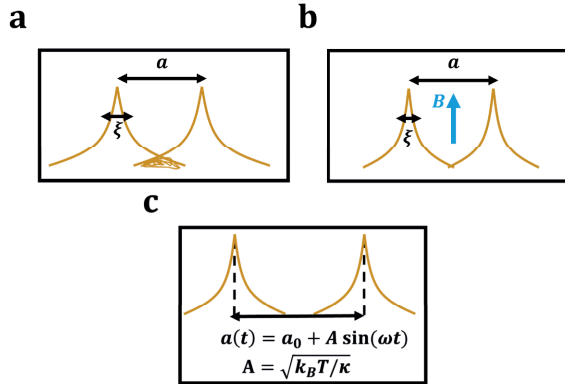 a
a
ξ
b
a
B
ξ
c
a(t) = a₀ + A sin(ωt)
A = √k_BT/κ